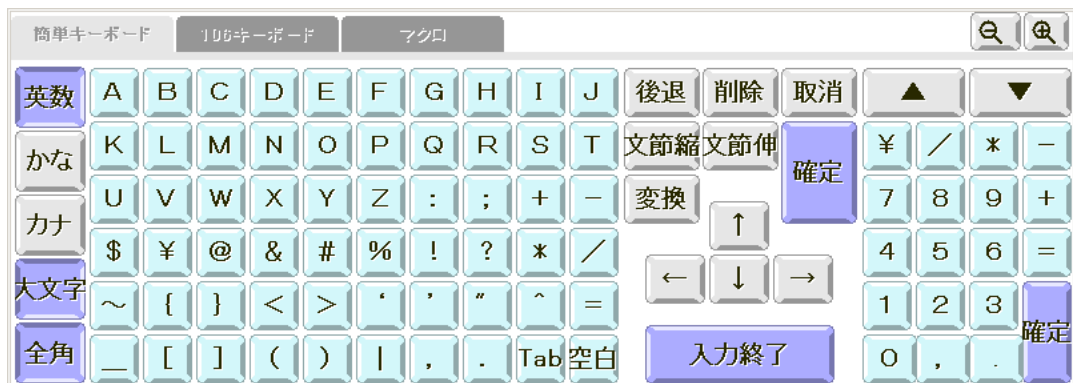 簡単キーボード 106キーボード マクロ
英数 A B C D E F G H I J 後退 削除 取消 ▲ ▼
かな K L M N O P Q R S T 文節縮 文節伸 確定 ¥ / * −
カナ U V W X Y Z : ; + − 変換 ↑ 7 8 9 +
大文字 $ ¥ @ & # % ! ? * / ← ↓ → 4 5 6 =
～ { } < > ‘ ’ ” ^ = 1 2 3 確定
全角 _ [ ] ( ) | , . Tab 空白 入力終了 0 , .